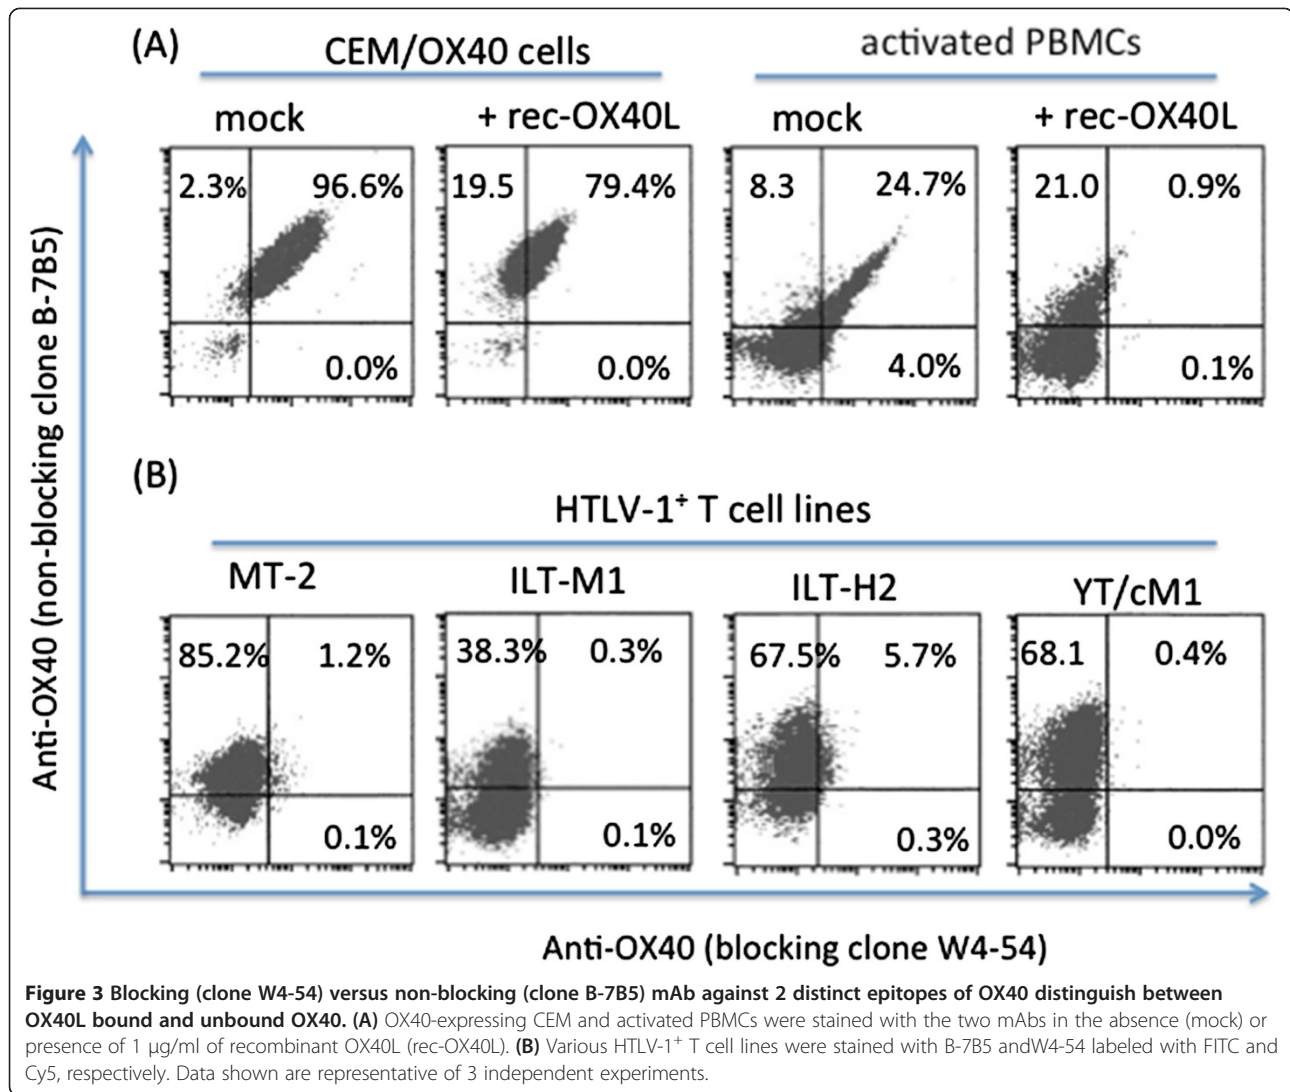 (A)
CEM/OX40 cells
activated PBMCs
mock
+ rec-OX40L
mock
+ rec-OX40L
2.3%
96.6%
0.0%
19.5
79.4%
0.0%
8.3
24.7%
4.0%
21.0
0.9%
0.1%
Anti-OX40 (non-blocking clone B-7B5)
(B)
HTLV-1⁺ T cell lines
MT-2
ILT-M1
ILT-H2
YT/cM1
85.2%
1.2%
0.1%
38.3%
0.3%
0.1%
67.5%
5.7%
0.3%
68.1
0.4%
0.0%
Anti-OX40 (blocking clone W4-54)
Figure 3 Blocking (clone W4-54) versus non-blocking (clone B-7B5) mAb against 2 distinct epitopes of OX40 distinguish between
OX40L bound and unbound OX40. (A) OX40-expressing CEM and activated PBMCs were stained with the two mAbs in the absence (mock) or
presence of 1 μg/ml of recombinant OX40L (rec-OX40L). (B) Various HTLV-1⁺ T cell lines were stained with B-7B5 andW4-54 labeled with FITC and
Cy5, respectively. Data shown are representative of 3 independent experiments.